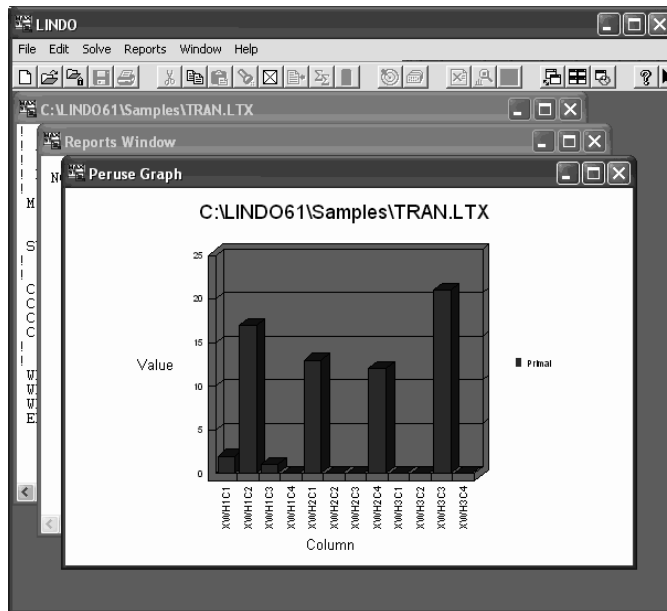 LINDO
File Edit Solve Reports Window Help
C:\LINDO61\Samples\TRAN.LTX
Reports Window
Peruse Graph
C:\LINDO61\Samples\TRAN.LTX
25
20
15
10
5
0
Value
Primal
XWH1C1
XWH1C2
XWH1C3
XWH1C4
XWH2C1
XWH2C2
XWH2C3
XWH2C4
XWH3C1
XWH3C2
XWH3C3
XWH3C4
Column